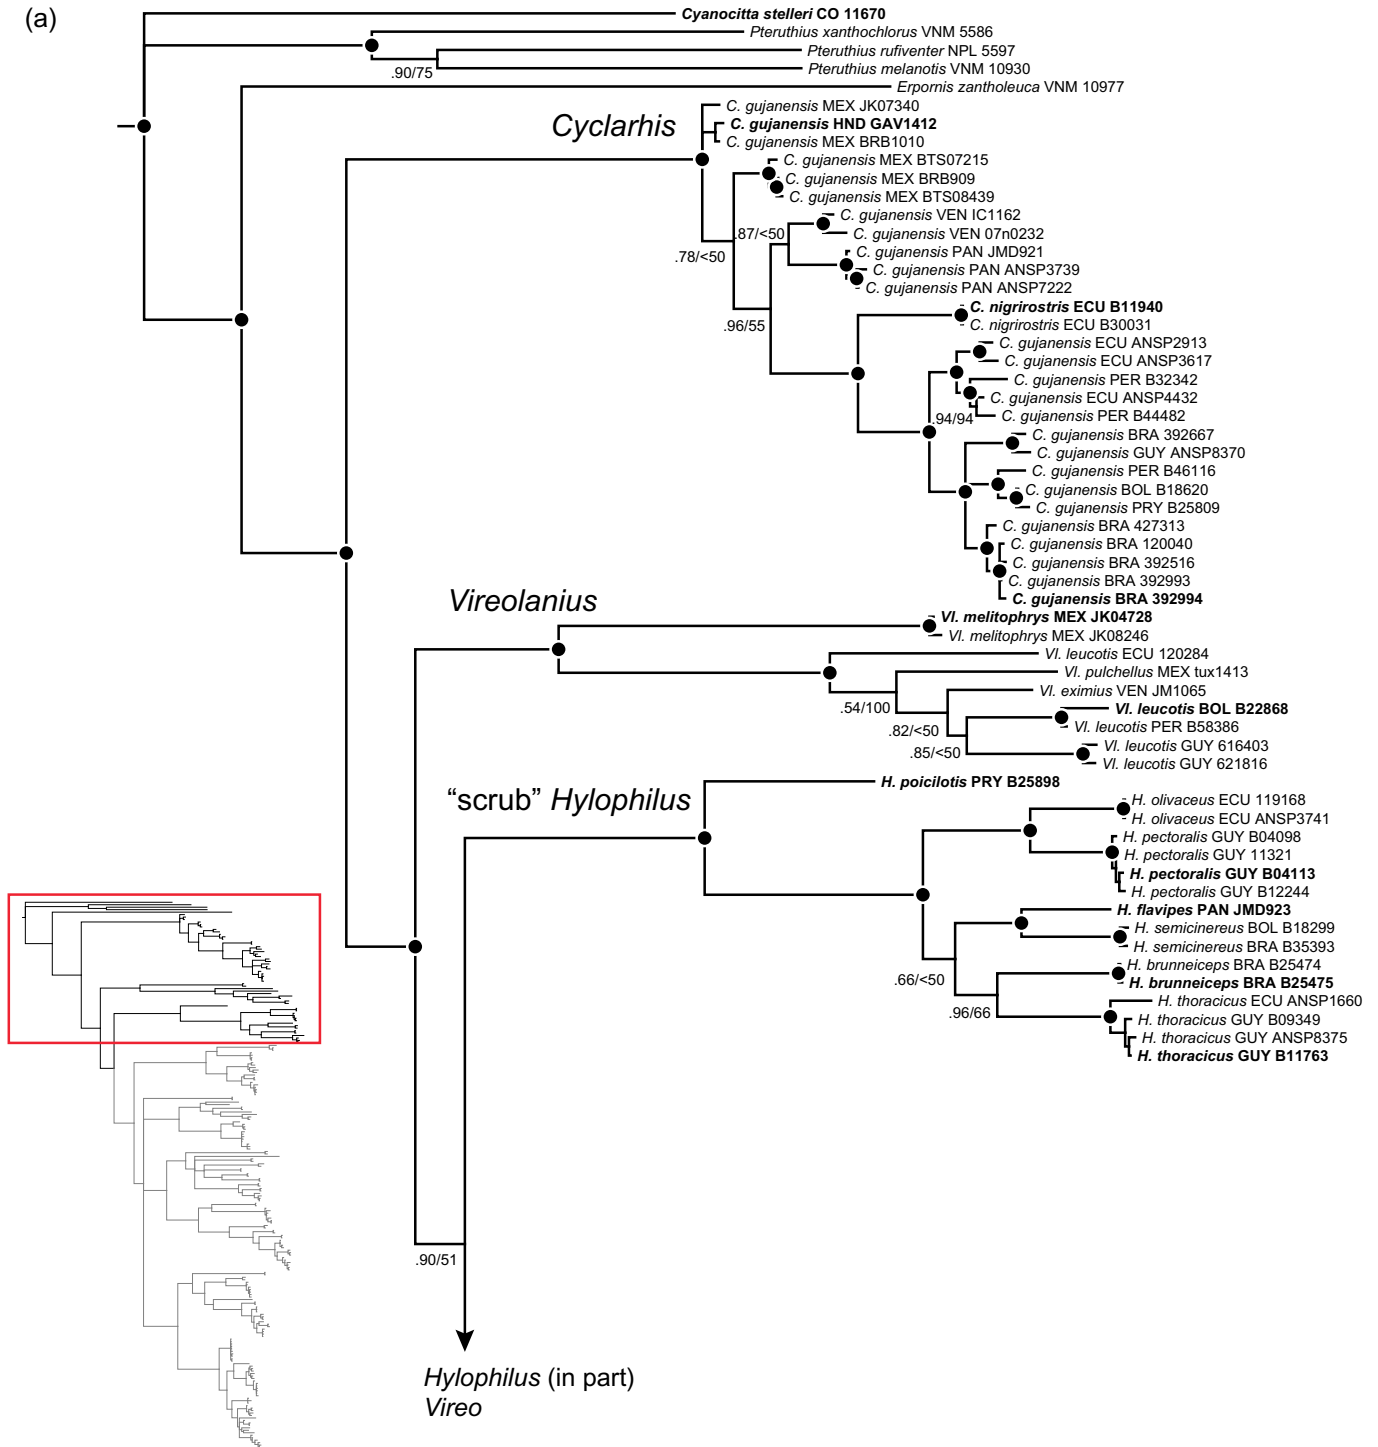 (a)
Cyanocitta stelleri CO 11670
Pteruthius xanthochlorus VNM 5586
Pteruthius rufiventer NPL 5597
Pteruthius melanotis VNM 10930
.90/75
Erpornis zantholeuca VNM 10977
Cyclarhis
C. gujanensis MEX JK07340
C. gujanensis HND GAV1412
C. gujanensis MEX BRB1010
C. gujanensis MEX BTS07215
C. gujanensis MEX BRB909
C. gujanensis MEX BTS08439
C. gujanensis VEN IC1162
C. gujanensis VEN 07n0232
.87/<50
C. gujanensis PAN JMD921
.78/<50
C. gujanensis PAN ANSP3739
C. gujanensis PAN ANSP7222
C. nigrirostris ECU B11940
C. nigrirostris ECU B30031
.96/55
C. gujanensis ECU ANSP2913
C. gujanensis ECU ANSP3617
C. gujanensis PER B32342
C. gujanensis ECU ANSP4432
C. gujanensis PER B44482
.94/94
C. gujanensis BRA 392667
C. gujanensis GUY ANSP8370
C. gujanensis PER B46116
C. gujanensis BOL B18620
C. gujanensis PRY B25809
C. gujanensis BRA 427313
C. gujanensis BRA 120040
C. gujanensis BRA 392516
C. gujanensis BRA 392993
C. gujanensis BRA 392994
Vireolanius
Vl. melitophrys MEX JK04728
Vl. melitophrys MEX JK08246
Vl. leucotis ECU 120284
Vl. pulchellus MEX tux1413
Vl. eximius VEN JM1065
.54/100
Vl. leucotis BOL B22868
Vl. leucotis PER B58386
.82/<50
Vl. leucotis GUY 616403
.85/<50
Vl. leucotis GUY 621816
"scrub" Hylophilus
H. poicilotis PRY B25898
H. olivaceus ECU 119168
H. olivaceus ECU ANSP3741
H. pectoralis GUY B04098
H. pectoralis GUY 11321
H. pectoralis GUY B04113
H. pectoralis GUY B12244
H. flavipes PAN JMD923
H. semicinereus BOL B18299
H. semicinereus BRA B35393
H. brunneiceps BRA B25474
.66/<50
H. brunneiceps BRA B25475
H. thoracicus ECU ANSP1660
.96/66
H. thoracicus GUY B09349
H. thoracicus GUY ANSP8375
H. thoracicus GUY B11763
.90/51
Hylophilus (in part)
Vireo